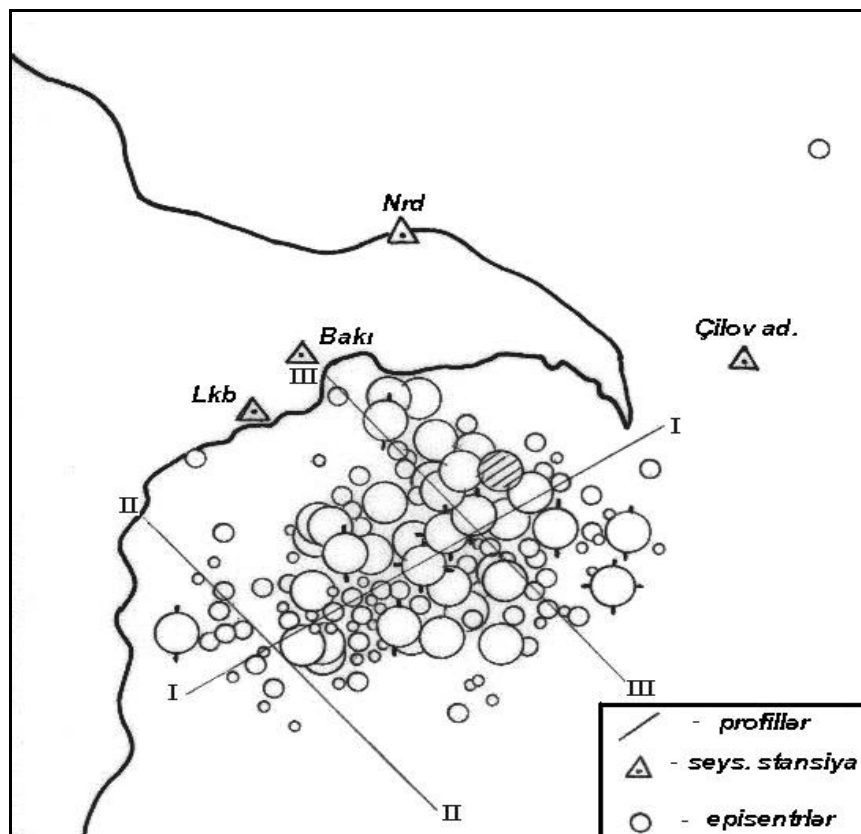 Nrd
Bakı
Çilov ad.
III
Lkb
I
II
I
III
II
- profillər
- seys. stansiya
- episentrlər